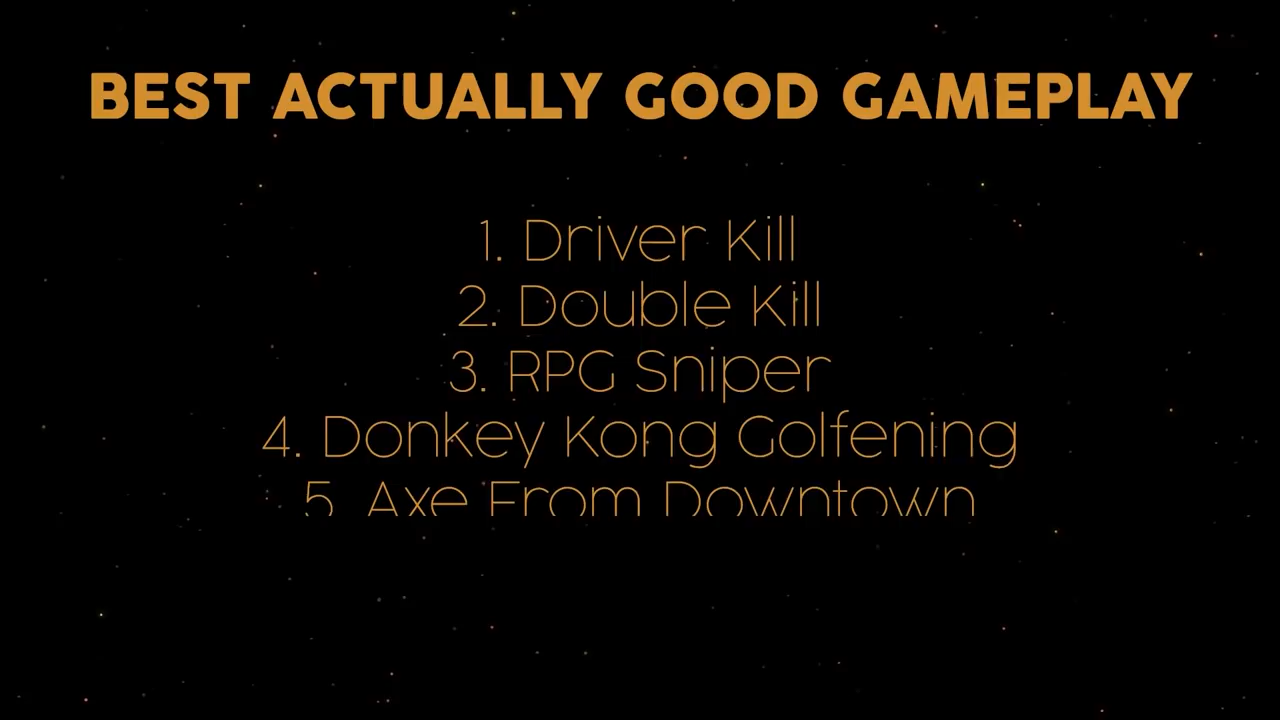 BEST ACTUALLY GOOD GAMEPLAY
1. Driver Kill
2. Double Kill
3. RPG Sniper
4. Donkey Kong Golfening
5. Axe From Downtown